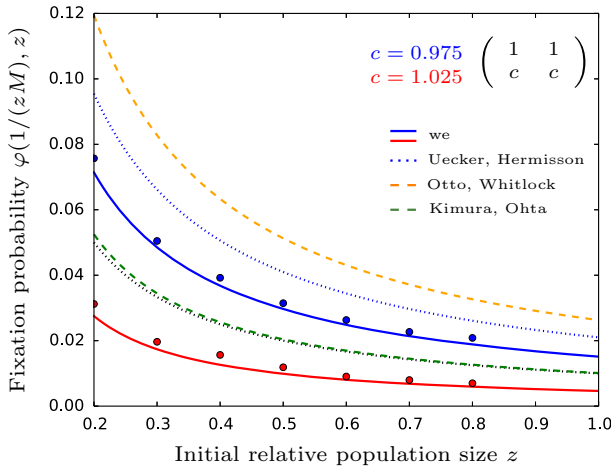 0.12
0.10
0.08
0.06
0.04
0.02
0.00
Fixation probability φ(1/(zM), z)
c = 0.975
c = 1.025
( 1 1
c c )
we
Uecker, Hermisson
Otto, Whitlock
Kimura, Ohta
0.2 0.3 0.4 0.5 0.6 0.7 0.8 0.9 1.0
Initial relative population size z